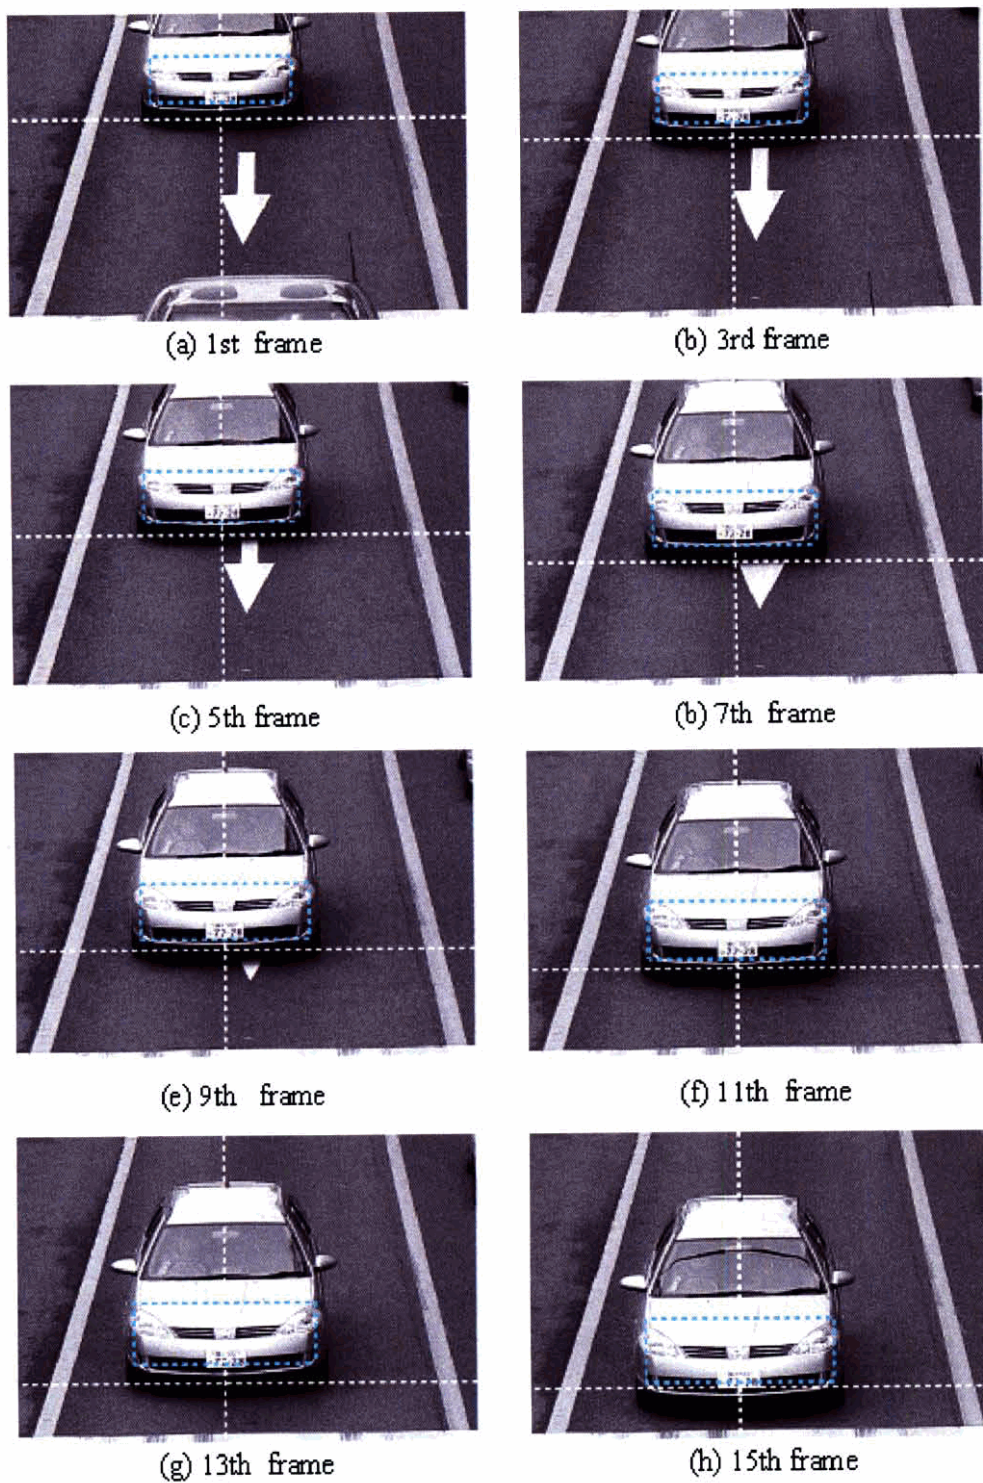 (a) 1st frame
(b) 3rd frame
(c) 5th frame
(b) 7th frame
(e) 9th frame
(f) 11th frame
(g) 13th frame
(h) 15th frame